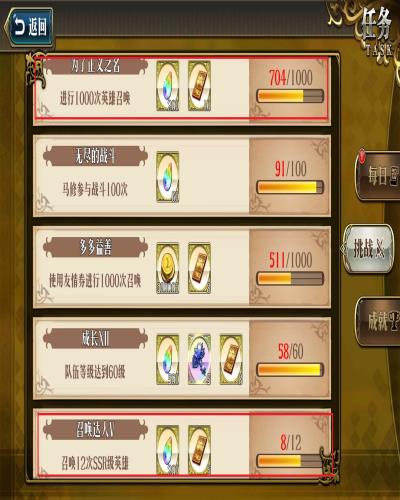 返回
任务
TASK
为了正义之名
进行1000次英雄召唤
704/1000
无尽的战斗
马修参与战斗100次
91/100
每日
多多益善
使用友情券进行1000次召唤
511/1000
挑战
成长XII
队伍等级达到60级
58/60
成就
召唤达人V
召唤12次SSR级英雄
8/12